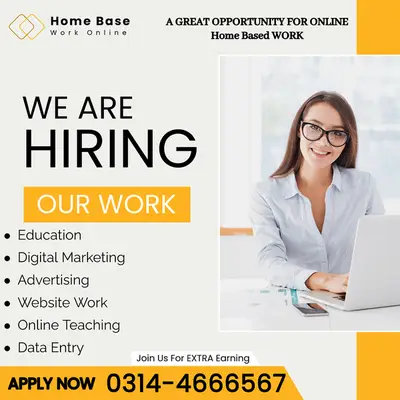 Home Base
Work Online
A GREAT OPPORTUNITY FOR ONLINE
Home Based WORK
WE ARE
HIRING
OUR WORK
• Education
• Digital Marketing
• Advertising
• Website Work
• Online Teaching
• Data Entry
Join Us For EXTRA Earning
APPLY NOW 0314-4666567